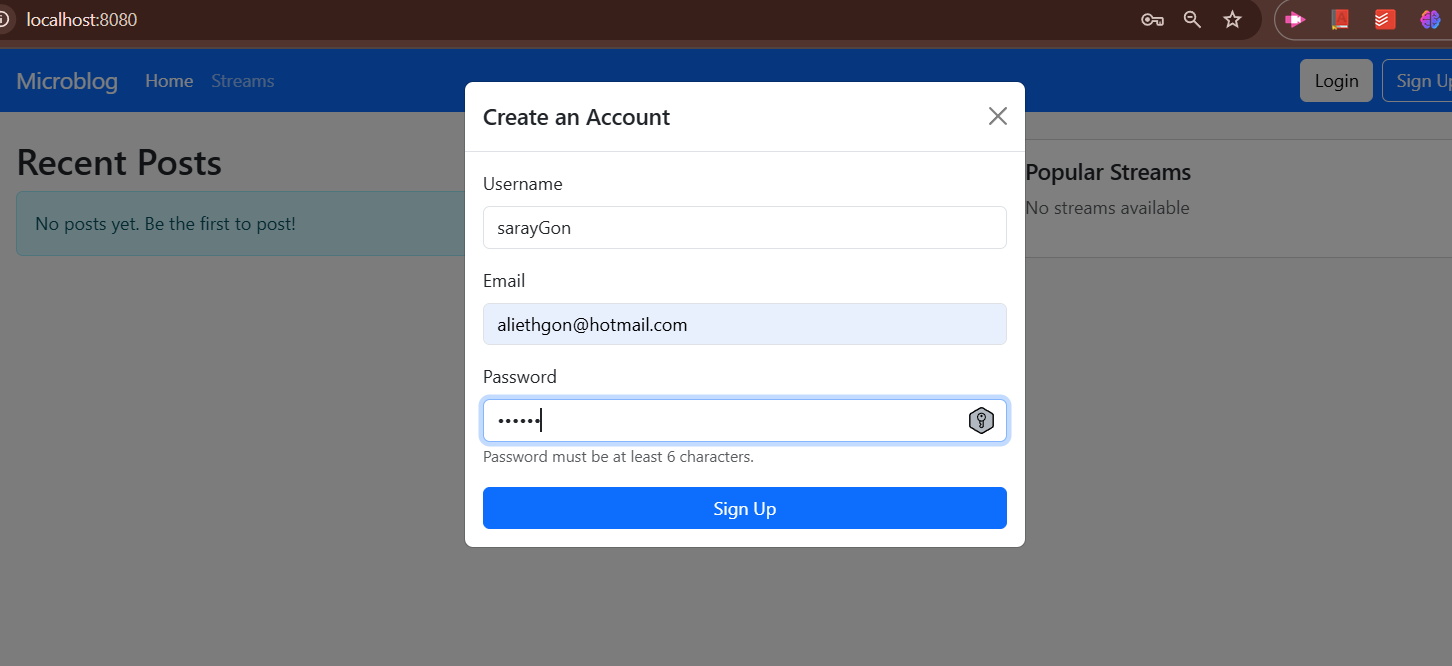 localhost:8080
Microblog Home Streams Login Sign Up
Create an Account
Recent Posts
No posts yet. Be the first to post!
Username
sarayGon
Email
aliethgon@hotmail.com
Password
••••••
Password must be at least 6 characters.
Sign Up
Popular Streams
No streams available